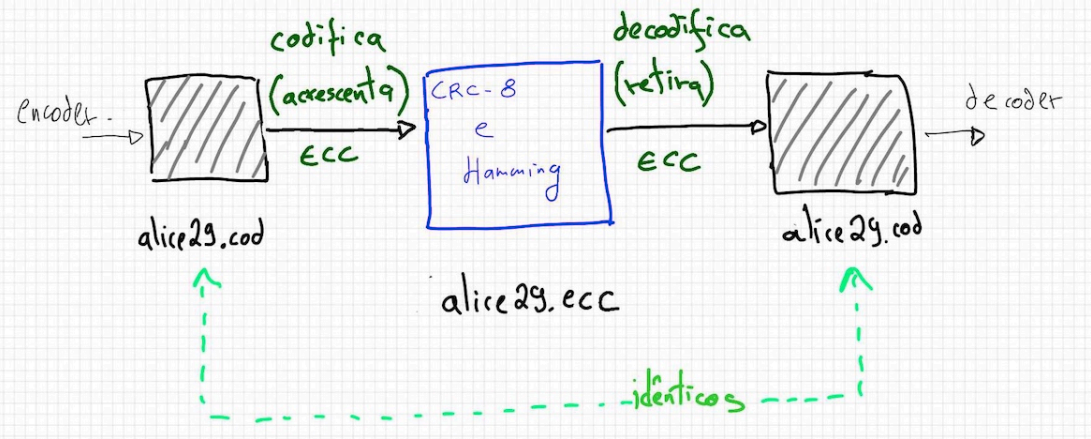 encoder
codifica
(acrescenta)
ECC
CRC-8
e
Hamming
decodifica
(retira)
ECC
decoder
alice29.cod
alice29.ecc
alice29.cod
idênticos